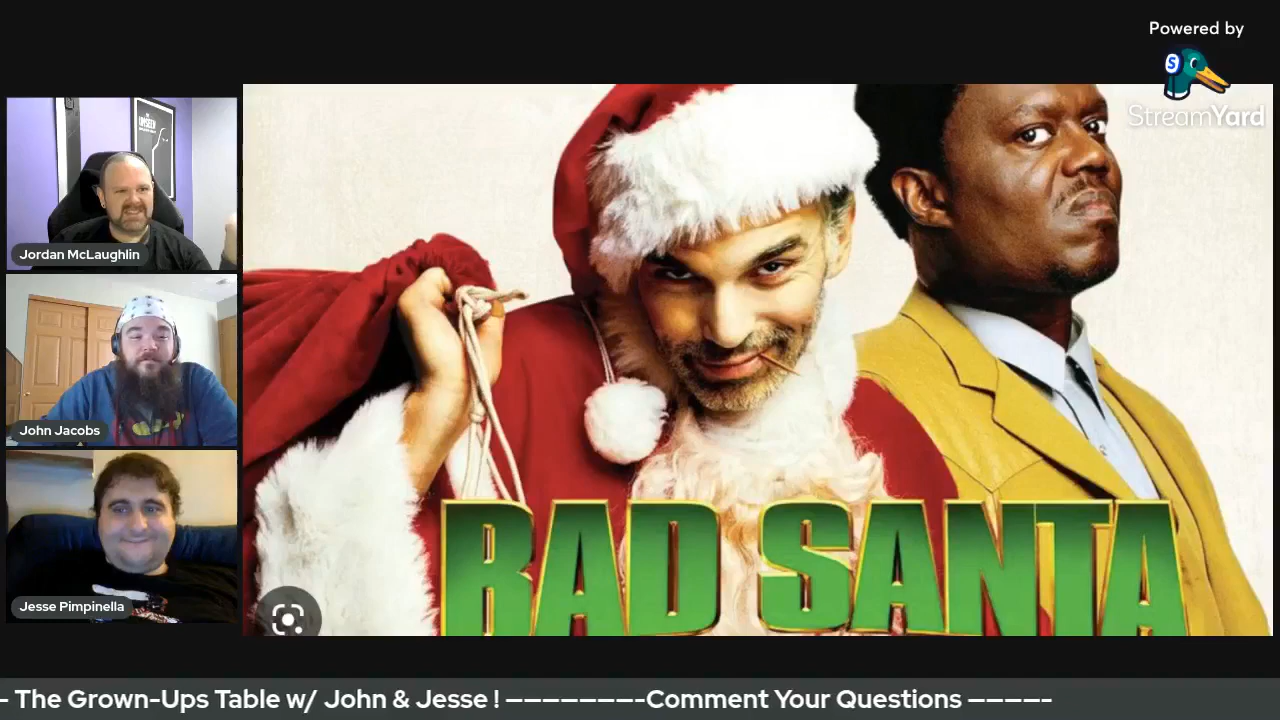 Powered by
S
StreamYard
UNSEEN
Jordan McLaughlin
John Jacobs
Jesse Pimpinella
BAD SANTA
- The Grown-Ups Table w/ John & Jesse ! ————————-Comment Your Questions —————-